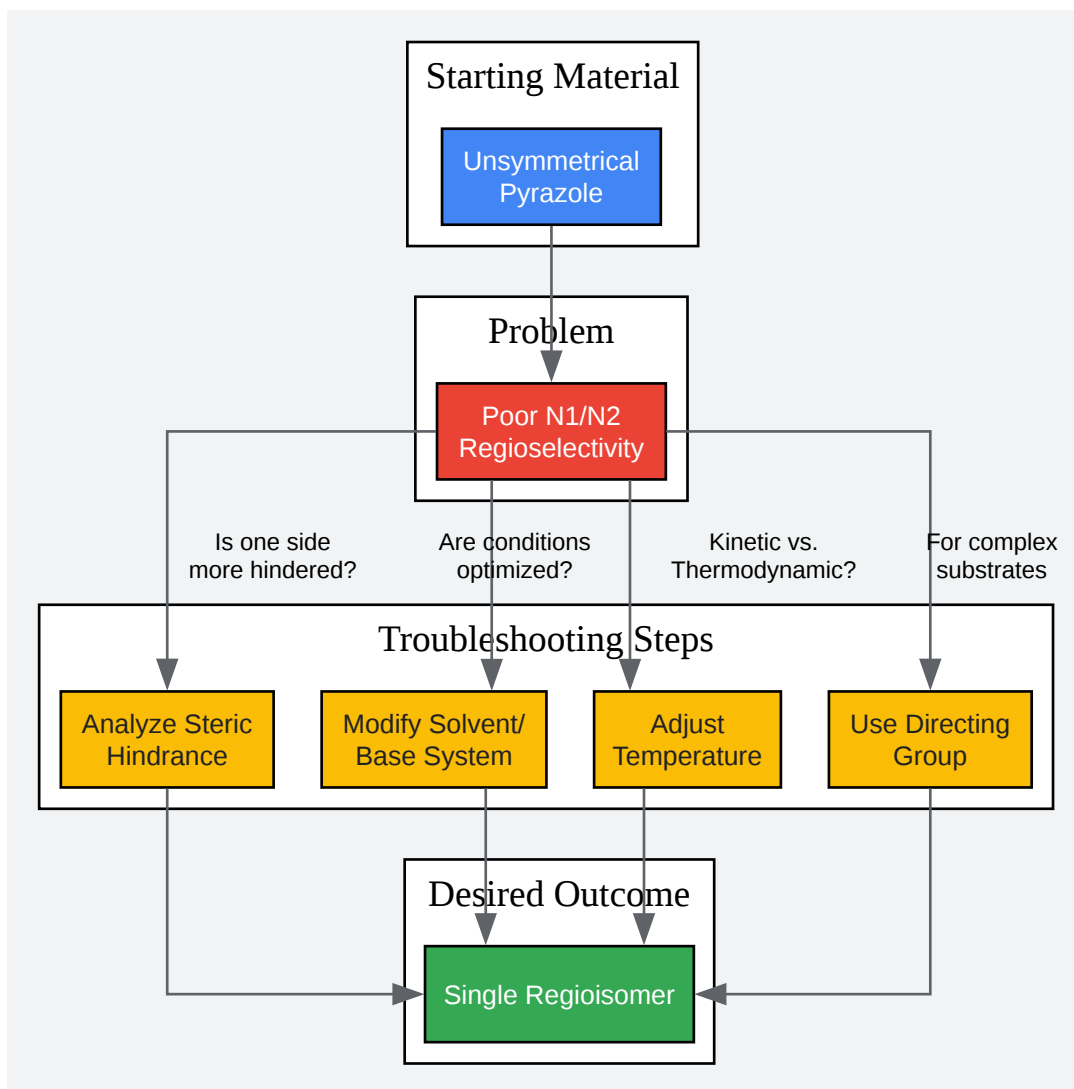 Starting Material
Unsymmetrical
Pyrazole
Problem
Poor N1/N2
Regioselectivity
Is one side
more hindered?
Are conditions
optimized?
Kinetic vs.
Thermodynamic?
For complex
substrates
Troubleshooting Steps
Analyze Steric
Hindrance
Modify Solvent/
Base System
Adjust
Temperature
Use Directing
Group
Desired Outcome
Single Regioisomer